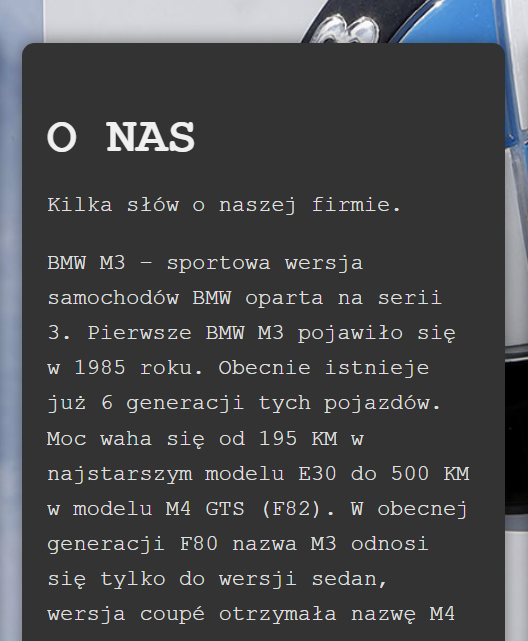 O NAS
Kilka słów o naszej firmie.
BMW M3 – sportowa wersja
samochodów BMW oparta na serii
3. Pierwsze BMW M3 pojawiło się
w 1985 roku. Obecnie istnieje
już 6 generacji tych pojazdów.
Moc waha się od 195 KM w
najstarszym modelu E30 do 500 KM
w modelu M4 GTS (F82). W obecnej
generacji F80 nazwa M3 odnosi
się tylko do wersji sedan,
wersja coupé otrzymała nazwę M4